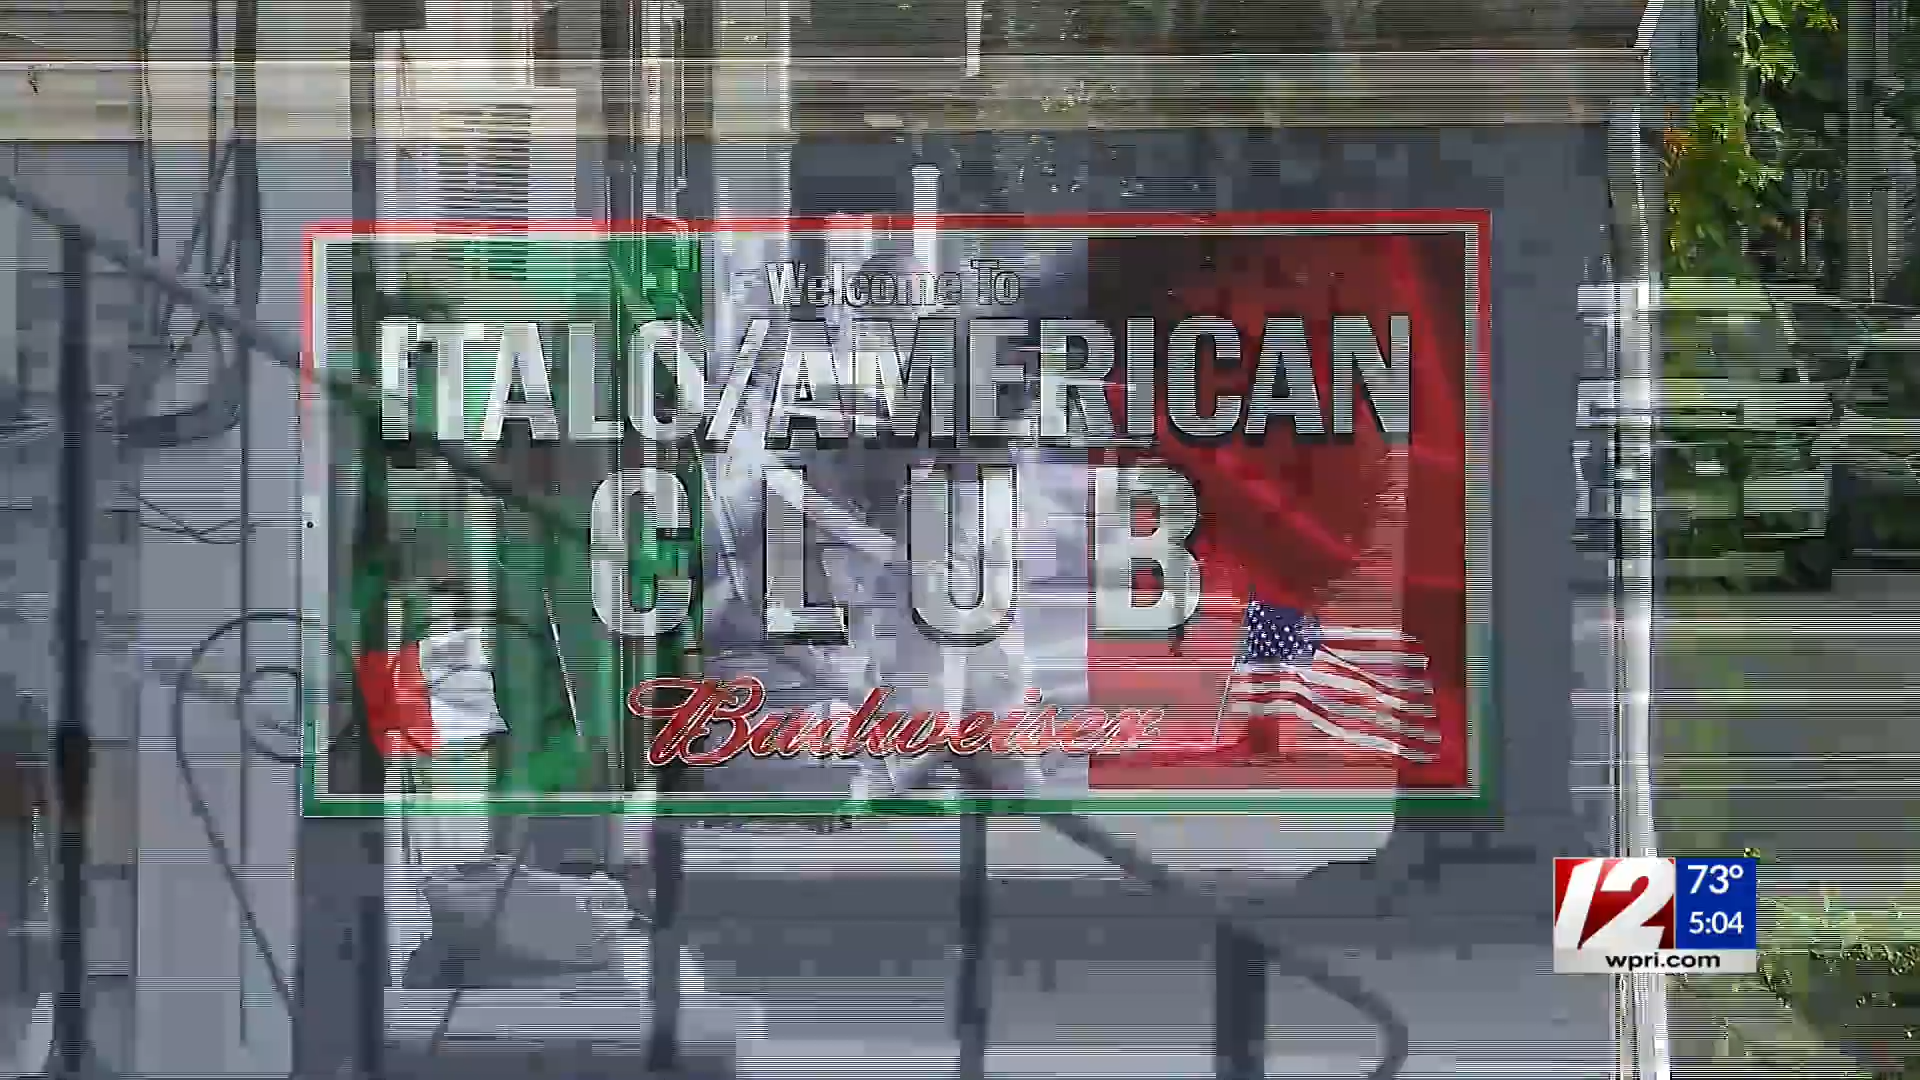 Welcome To
ITALO/AMERICAN
CLUB
Budweiser
12
73°
5:04
wpri.com